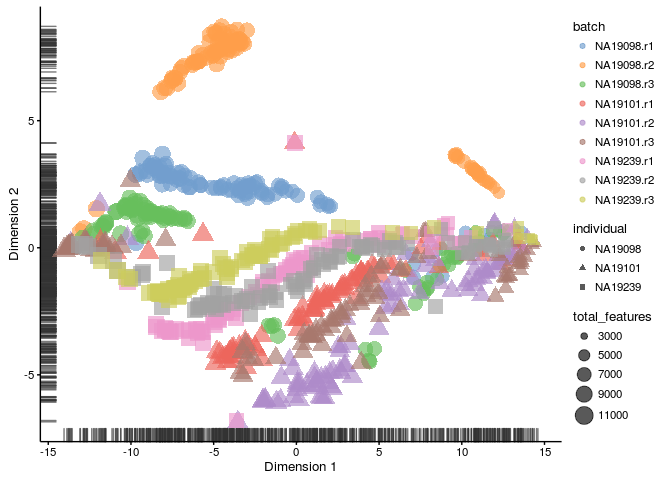 batch
NA19098.r1
NA19098.r2
NA19098.r3
NA19101.r1
NA19101.r2
NA19101.r3
NA19239.r1
NA19239.r2
NA19239.r3
individual
NA19098
NA19101
NA19239
total_features
3000
5000
7000
9000
11000
Dimension 2
5
0
-5
-15 -10 -5 0 5 10 15
Dimension 1